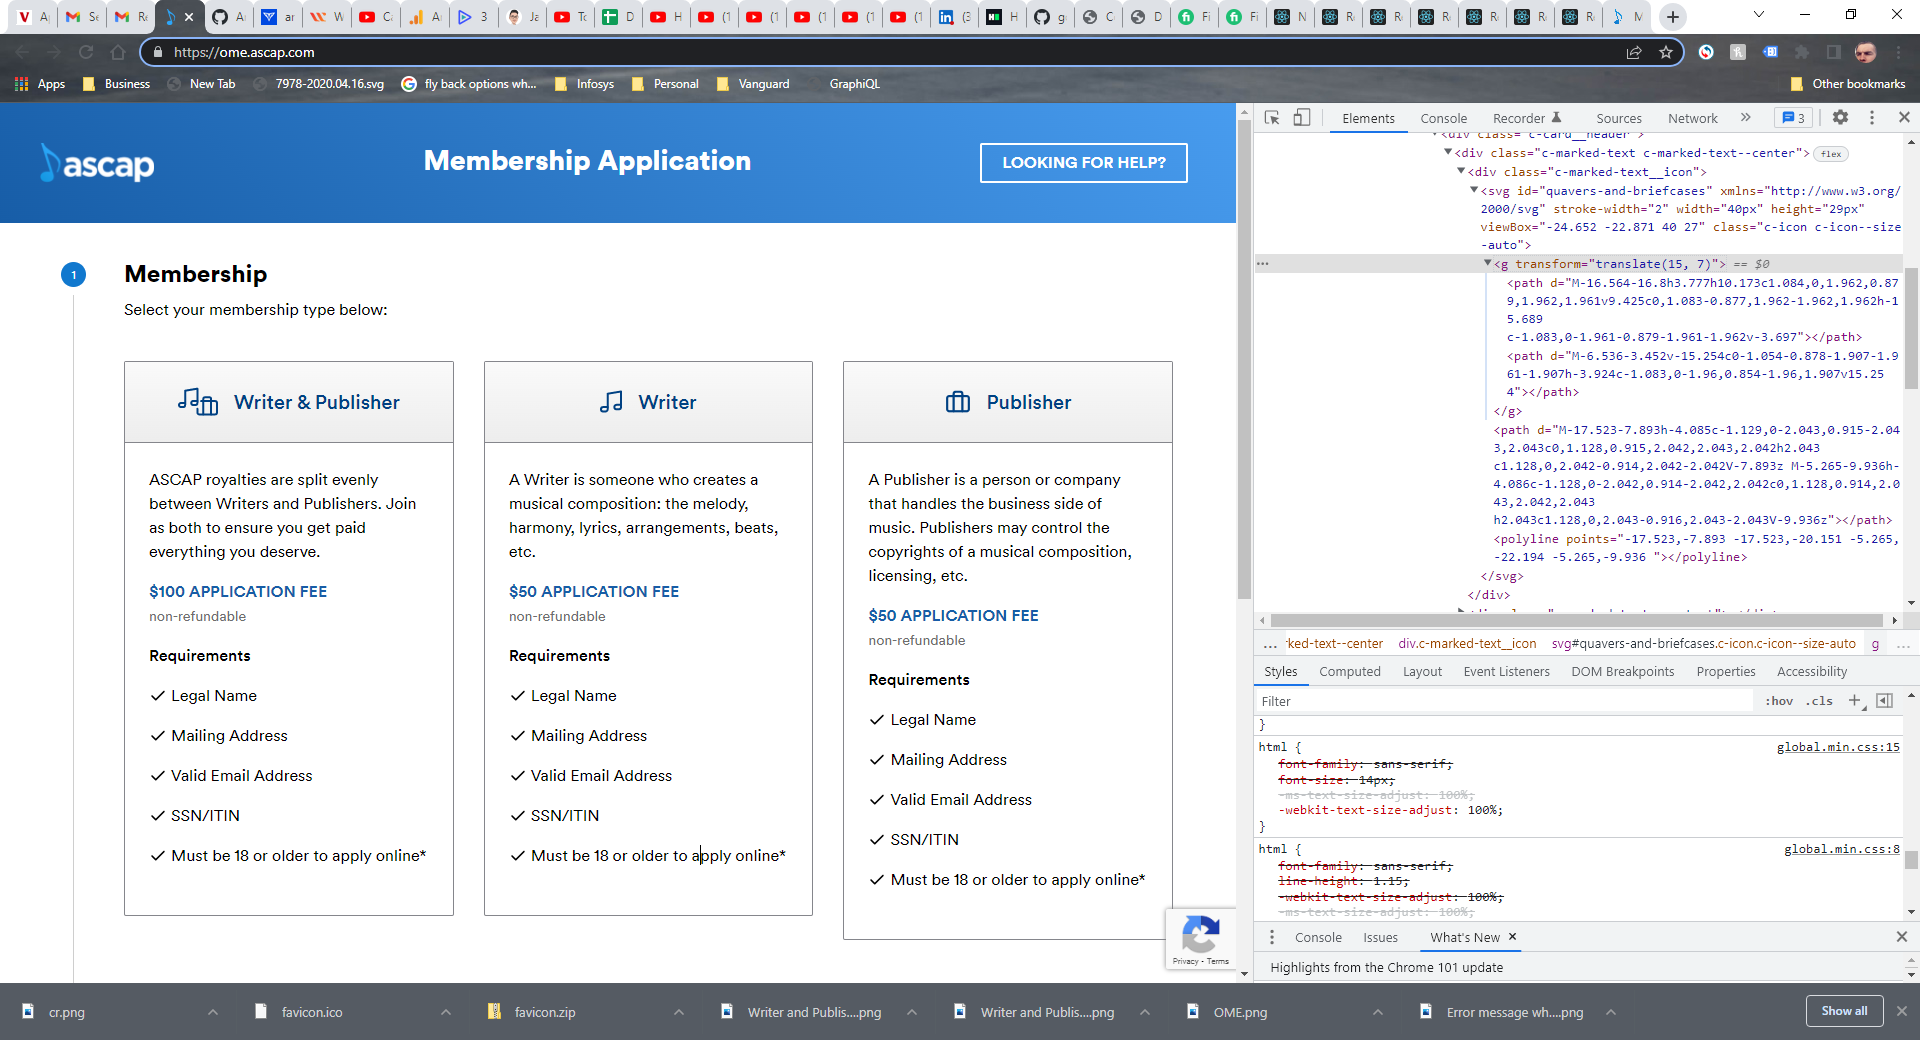 https://ome.ascap.com
Apps
Business
New Tab
7978-2020.04.16.svg
fly back options wh...
Infosys
Personal
Vanguard
GraphiQL
Other bookmarks
ascap
Membership Application
LOOKING FOR HELP?
1
Membership
Select your membership type below:
Writer & Publisher
ASCAP royalties are split evenly
between Writers and Publishers. Join
as both to ensure you get paid
everything you deserve.
$100 APPLICATION FEE
non-refundable
Requirements
Legal Name
Mailing Address
Valid Email Address
SSN/ITIN
Must be 18 or older to apply online*
Writer
A Writer is someone who creates a
musical composition: the melody,
harmony, lyrics, arrangements, beats,
etc.
$50 APPLICATION FEE
non-refundable
Requirements
Legal Name
Mailing Address
Valid Email Address
SSN/ITIN
Must be 18 or older to apply online*
Publisher
A Publisher is a person or company
that handles the business side of
music. Publishers may control the
copyrights of a musical composition,
licensing, etc.
$50 APPLICATION FEE
non-refundable
Requirements
Legal Name
Mailing Address
Valid Email Address
SSN/ITIN
Must be 18 or older to apply online*
Privacy - Terms
Elements Console Recorder Sources Network » 3
<div class="c-card__header">
<div class="c-marked-text c-marked-text--center"> flex
<div class="c-marked-text__icon">
<svg id="quavers-and-briefcases" xmlns="http://www.w3.org/
2000/svg" stroke-width="2" width="40px" height="29px"
viewBox="-24.652 -22.871 40 27" class="c-icon c-icon--size
-auto">
<g transform="translate(15, 7)"> == $0
<path d="M-16.564-16.8h3.777h10.173c1.084,0,1.962,0.87
9,1.962,1.961v9.425c0,1.083-0.877,1.962-1.962,1.962h-1
5.689
c-1.083,0-1.961-0.879-1.961-1.962v-3.697"></path>
<path d="M-6.536-3.452v-15.254c0-1.054-0.878-1.907-1.9
61-1.907h-3.924c-1.083,0-1.96,0.854-1.96,1.907v15.25
4"></path>
</g>
<path d="M-17.523-7.893h-4.085c-1.129,0-2.043,0.915-2.04
3,2.043c0,1.128,0.915,2.042,2.043,2.042h2.043
c1.128,0,2.042-0.914,2.042-2.042V-7.893z M-5.265-9.936h-
4.086c-1.128,0-2.042,0.914-2.042,2.042c0,1.128,0.914,2.0
43,2.042,2.043
h2.043c1.128,0,2.043-0.916,2.043-2.043V-9.936z"></path>
<polyline points="-17.523,-7.893 -17.523,-20.151 -5.265,
-22.194 -5.265,-9.936 "></polyline>
</svg>
</div>
... rked-text--center div.c-marked-text__icon svg#quavers-and-briefcases.c-icon.c-icon--size-auto g ...
Styles Computed Layout Event Listeners DOM Breakpoints Properties Accessibility
Filter :hov .cls +
}
html { global.min.css:15
font-family: sans-serif;
font-size: 14px;
-ms-text-size-adjust: 100%;
-webkit-text-size-adjust: 100%;
}
html { global.min.css:8
font-family: sans-serif;
line-height: 1.15;
-webkit-text-size-adjust: 100%;
-ms-text-size-adjust: 100%;
Console Issues What's New
Highlights from the Chrome 101 update
cr.png
favicon.ico
favicon.zip
Writer and Publis....png
Writer and Publis....png
OME.png
Error message wh....png
Show all